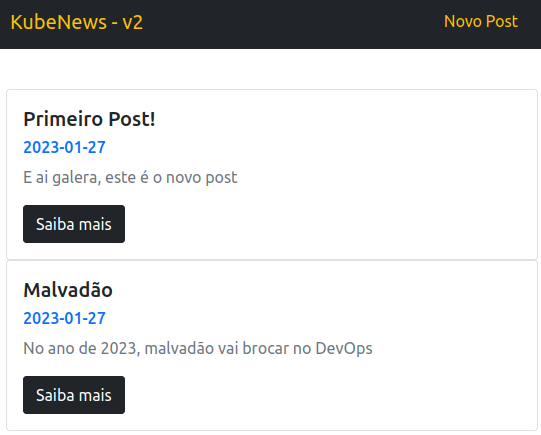 KubeNews - v2
Novo Post
Primeiro Post!
2023-01-27
E ai galera, este é o novo post
Saiba mais
Malvadão
2023-01-27
No ano de 2023, malvadão vai brocar no DevOps
Saiba mais